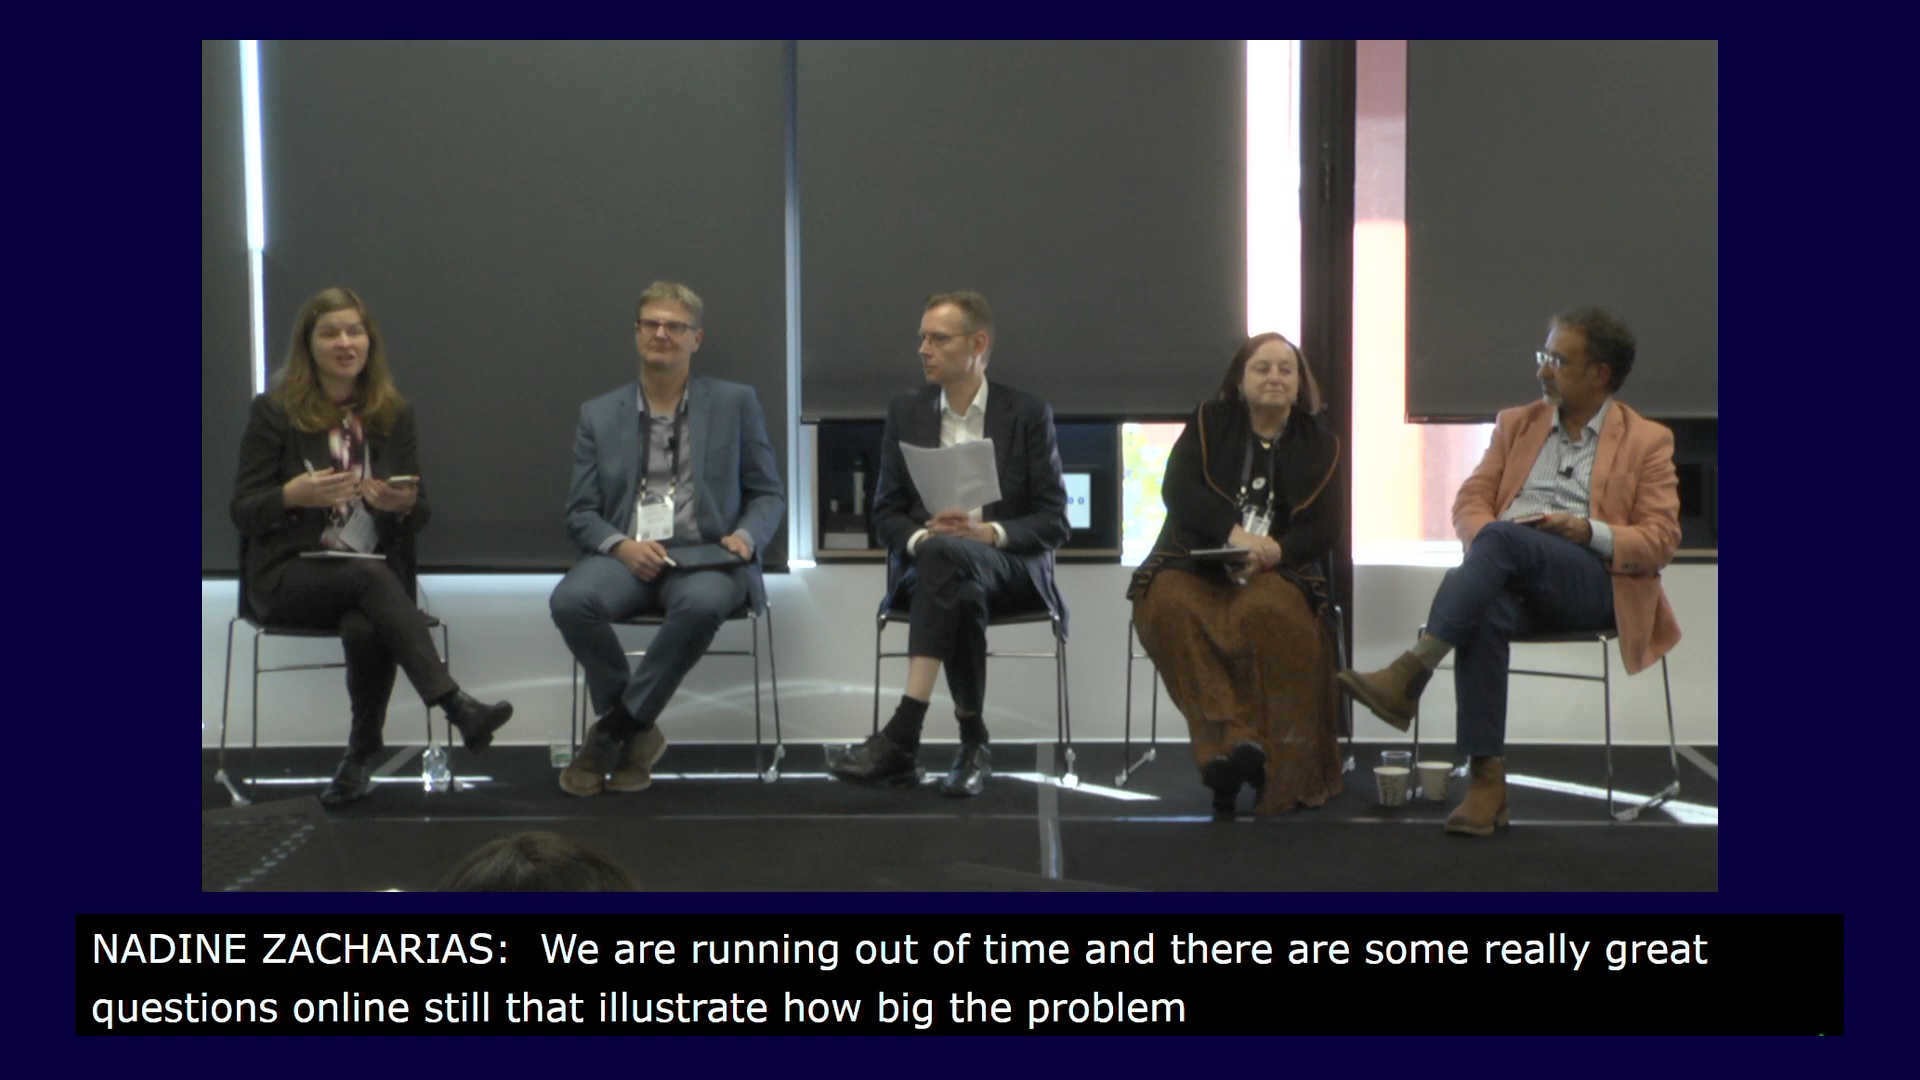 NADINE ZACHARIAS:  We are running out of time and there are some really great
questions online still that illustrate how big the problem